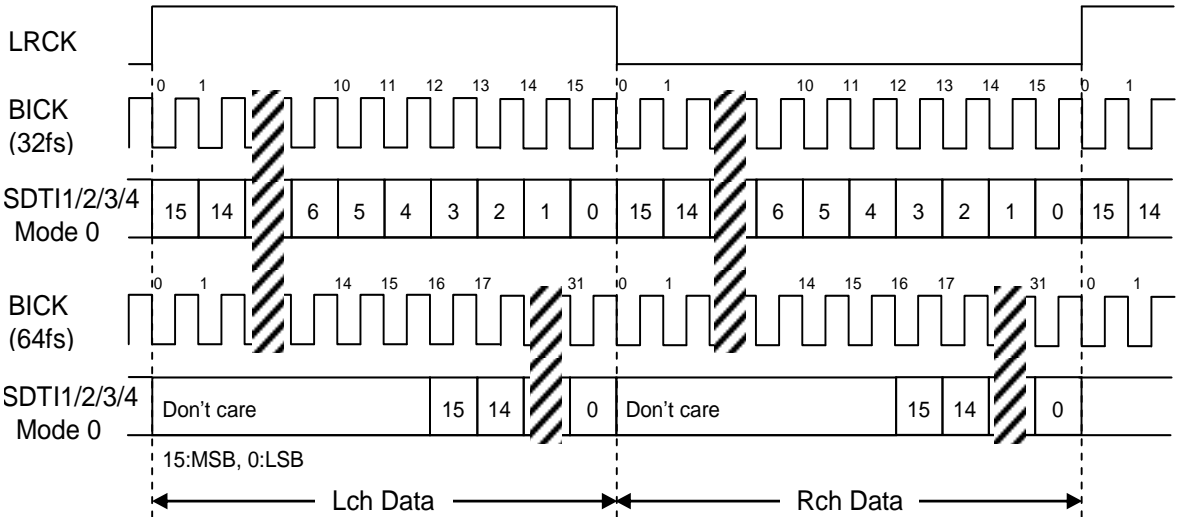 LRCK
0 1 10 11 12 13 14 15 0 1 10 11 12 13 14 15 0 1
BICK
(32fs)
SDTI1/2/3/4
Mode 0
15 14 6 5 4 3 2 1 0 15 14 6 5 4 3 2 1 0 15 14
0 1 14 15 16 17 31 0 1 14 15 16 17 31 0 1
BICK
(64fs)
SDTI1/2/3/4
Mode 0
Don't care 15 14 0 Don't care 15 14 0
15:MSB, 0:LSB
Lch Data Rch Data